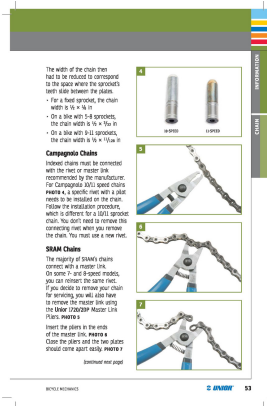 The width of the chain then
had to be reduced to correspond
to the space where the sprocket's
teeth slide between the plates.
• For a fixed sprocket, the chain
width is ½ × ⅛ in
• On a bike with 5–8 sprockets,
the chain width is ½ × 3/32 in
• On a bike with 9–11 sprockets,
the chain width is ½ × 11/128 in
Campagnolo Chains
Indexed chains must be connected
with the rivet or master link
recommended by the manufacturer.
For Campagnolo 10/11 speed chains
PHOTO 4, a specific rivet with a pilot
needs to be installed on the chain.
Follow the installation procedure,
which is different for a 10/11 sprocket
chain. You don't need to remove this
connecting rivet when you remove
the chain. You must use a new rivet.
SRAM Chains
The majority of SRAM's chains
connect with a master link.
On some 7- and 8-speed models,
you can reinsert the same rivet.
If you decide to remove your chain
for servicing, you will also have
to remove the master link using
the Unior 1720/2DP Master Link
Pliers. PHOTO 5
Insert the pliers in the ends
of the master link. PHOTO 6
Close the pliers and the two plates
should come apart easily. PHOTO 7
(continued next page)
4
10-SPEED 11-SPEED
5
6
7
INFORMATION
CHAIN
BICYCLE MECHANICS
UNIOR 53